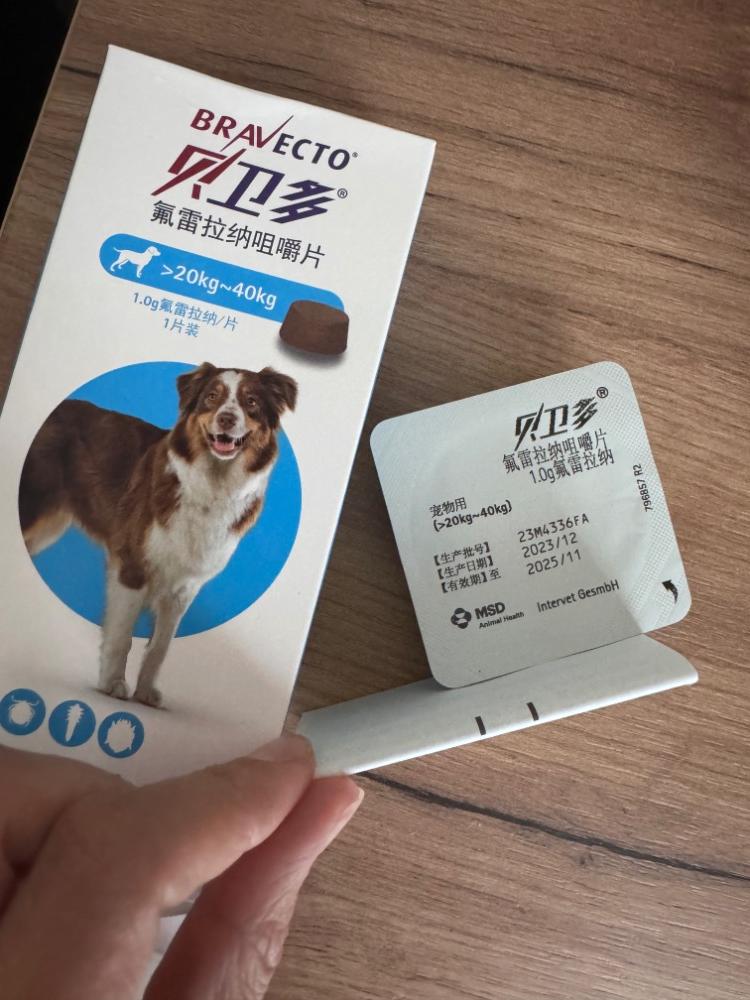 BRAVECTO®
贝卫多®
氟雷拉纳咀嚼片
>20kg~40kg
1.0g氟雷拉纳/片
1片装
贝卫多®
氟雷拉纳咀嚼片
1.0g氟雷拉纳
宠物用
(>20kg~40kg)
【生产批号】 23M4336FA
【生产日期】 2023/12
【有效期】至 2025/11
MSD
Animal Health
Intervet GesmbH
796857 R2